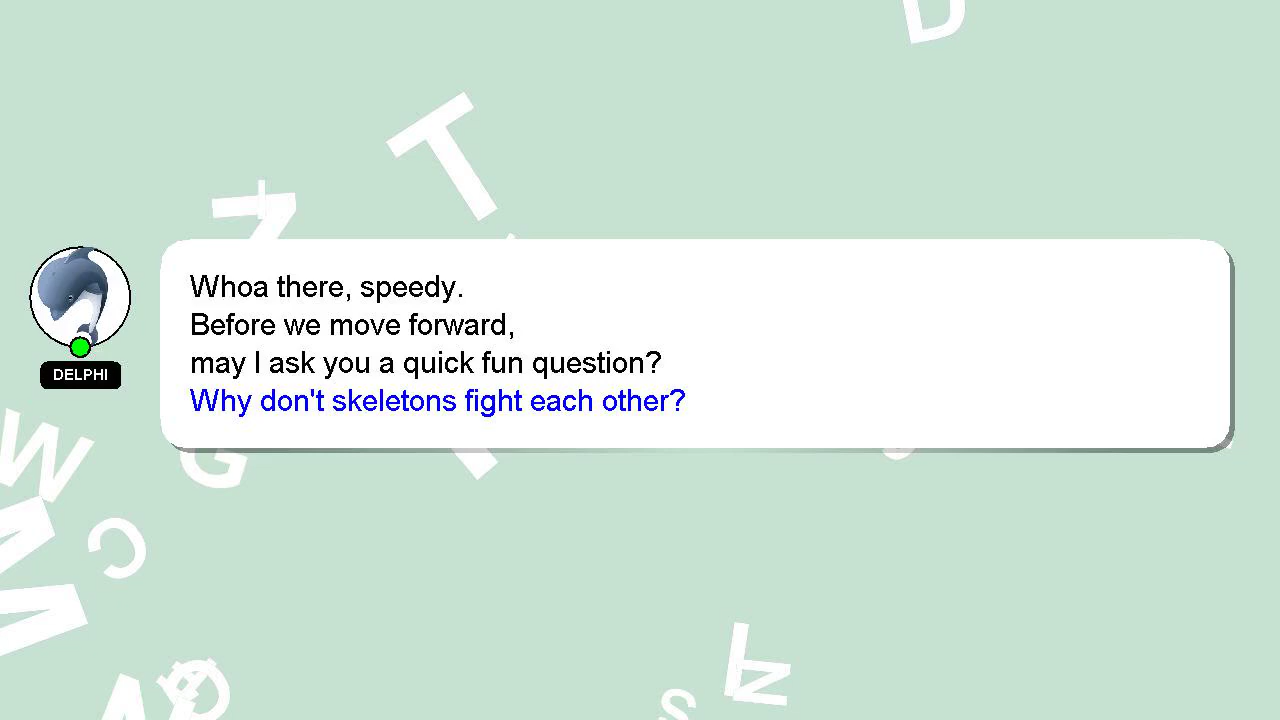 Whoa there, speedy.
Before we move forward,
may I ask you a quick fun question?
Why don't skeletons fight each other?
DELPHI